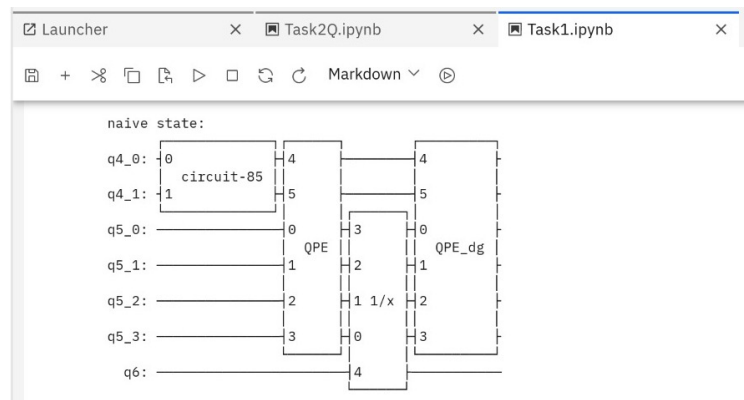 Launcher Task2Q.ipynb Task1.ipynb
Markdown
naive state:
q4_0: 0 4 4
circuit-85
q4_1: 1 5 5
q5_0: 0 3 0
QPE QPE_dg
q5_1: 1 2 1
q5_2: 2 1 1/x 2
q5_3: 3 0 3
q6: 4